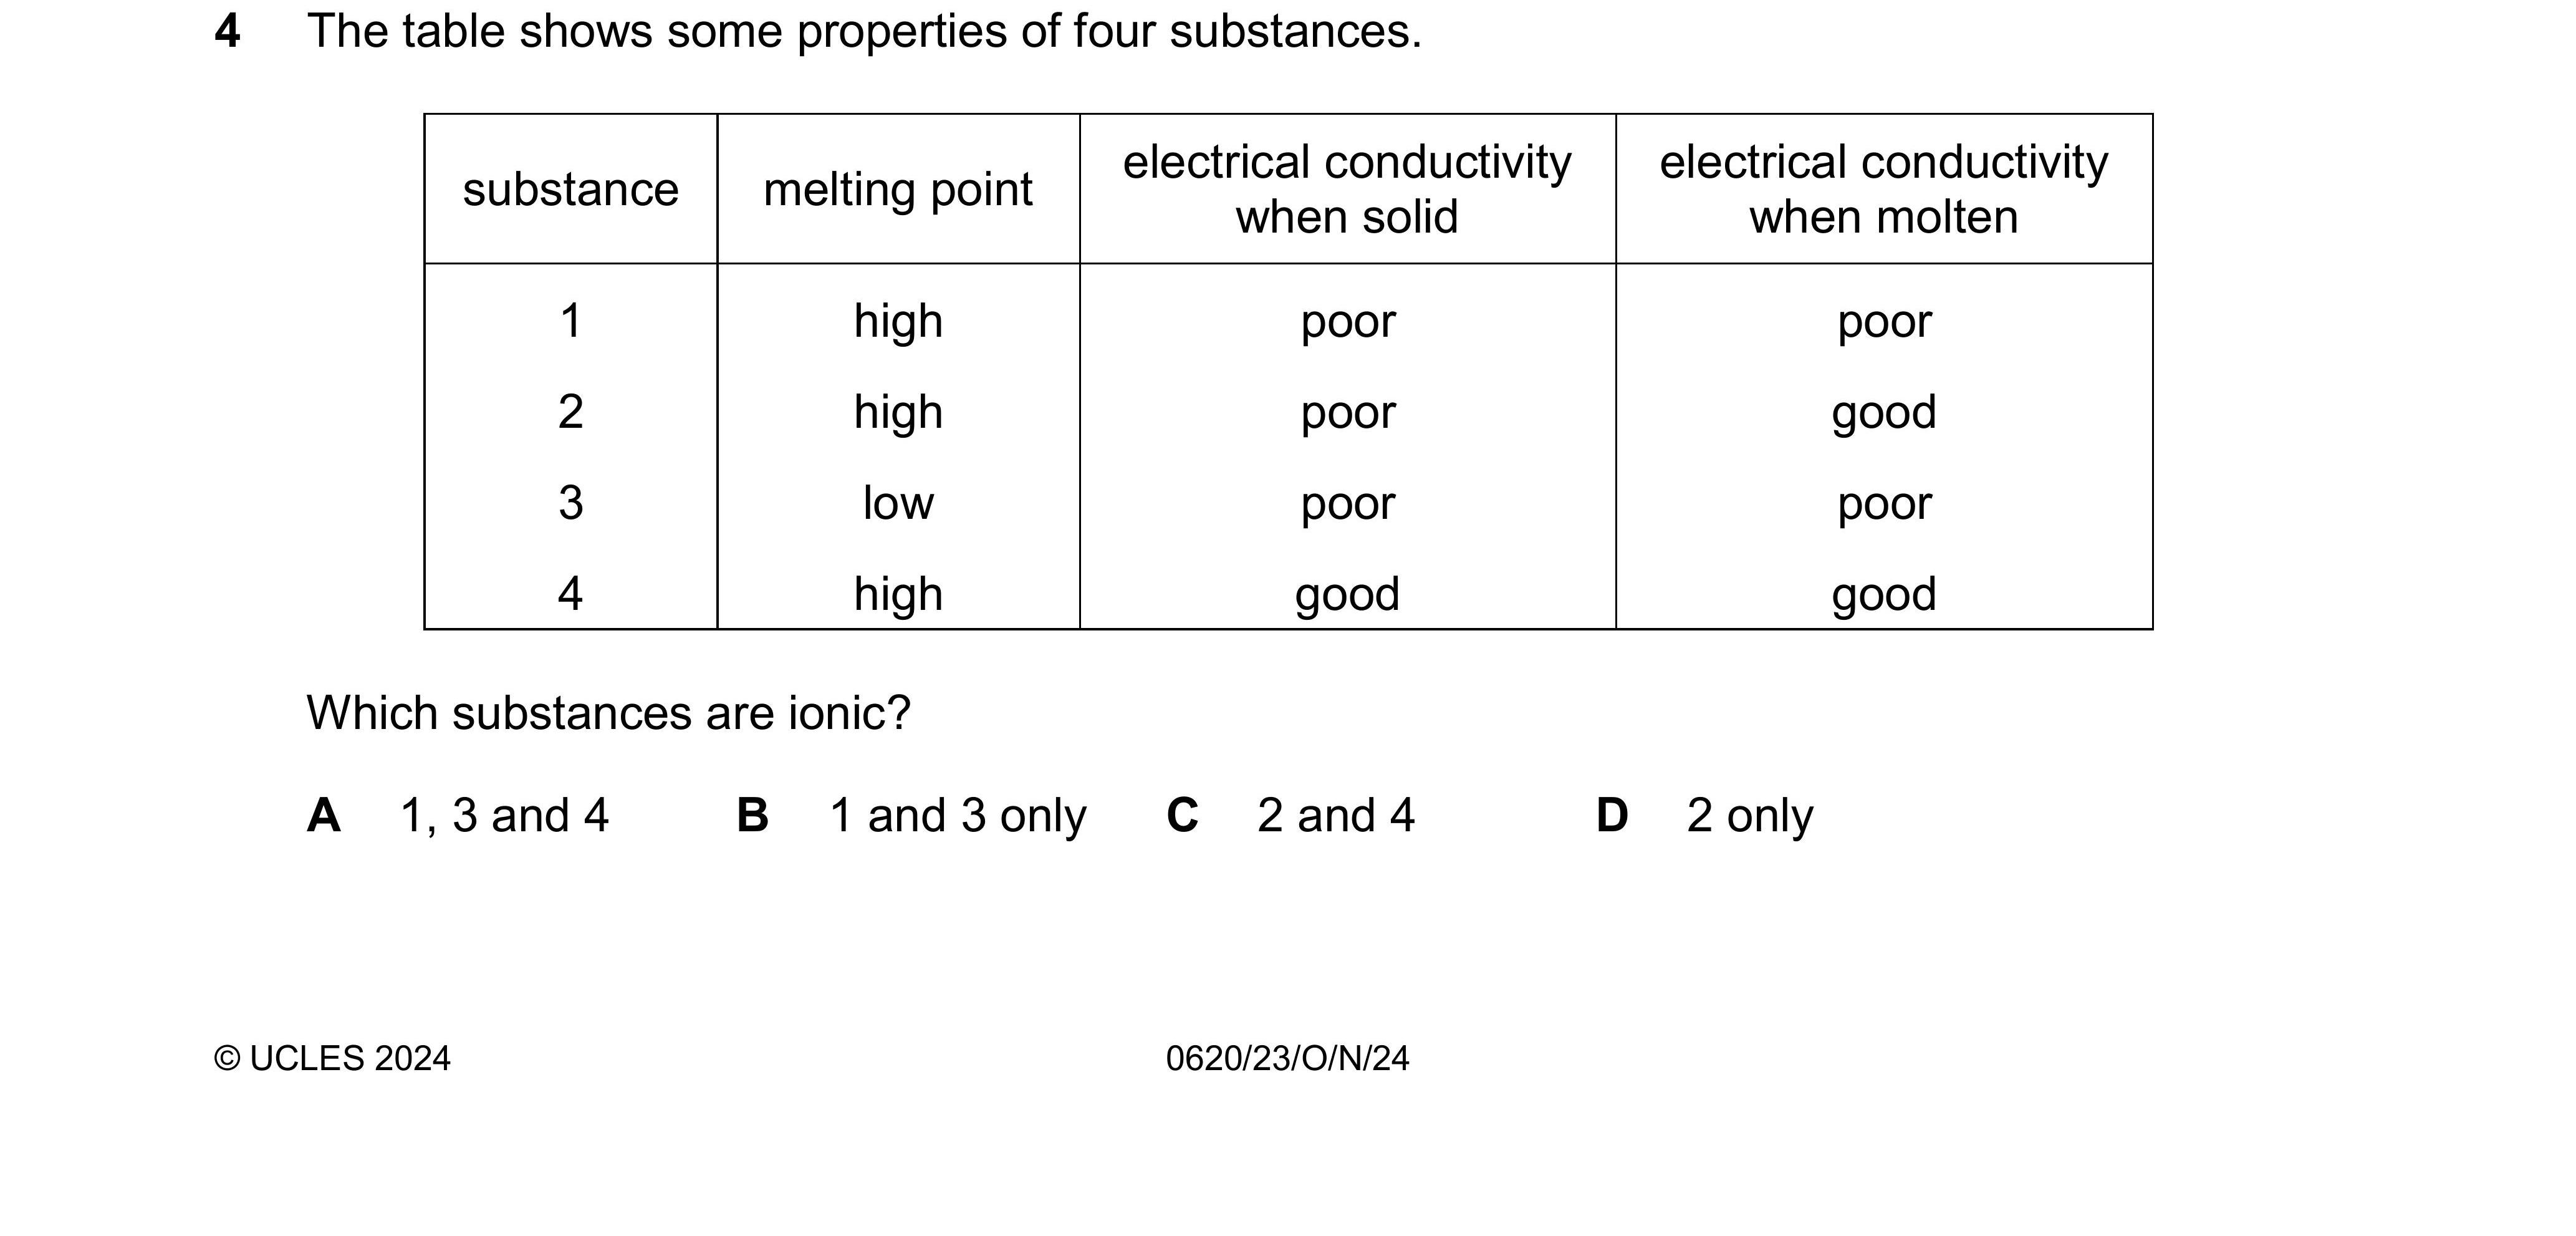 4 The table shows some properties of four substances.
substance melting point electrical conductivity when solid electrical conductivity when molten
1 high poor poor
2 high poor good
3 low poor poor
4 high good good
Which substances are ionic?
A 1, 3 and 4 B 1 and 3 only C 2 and 4 D 2 only
© UCLES 2024 0620/23/O/N/24